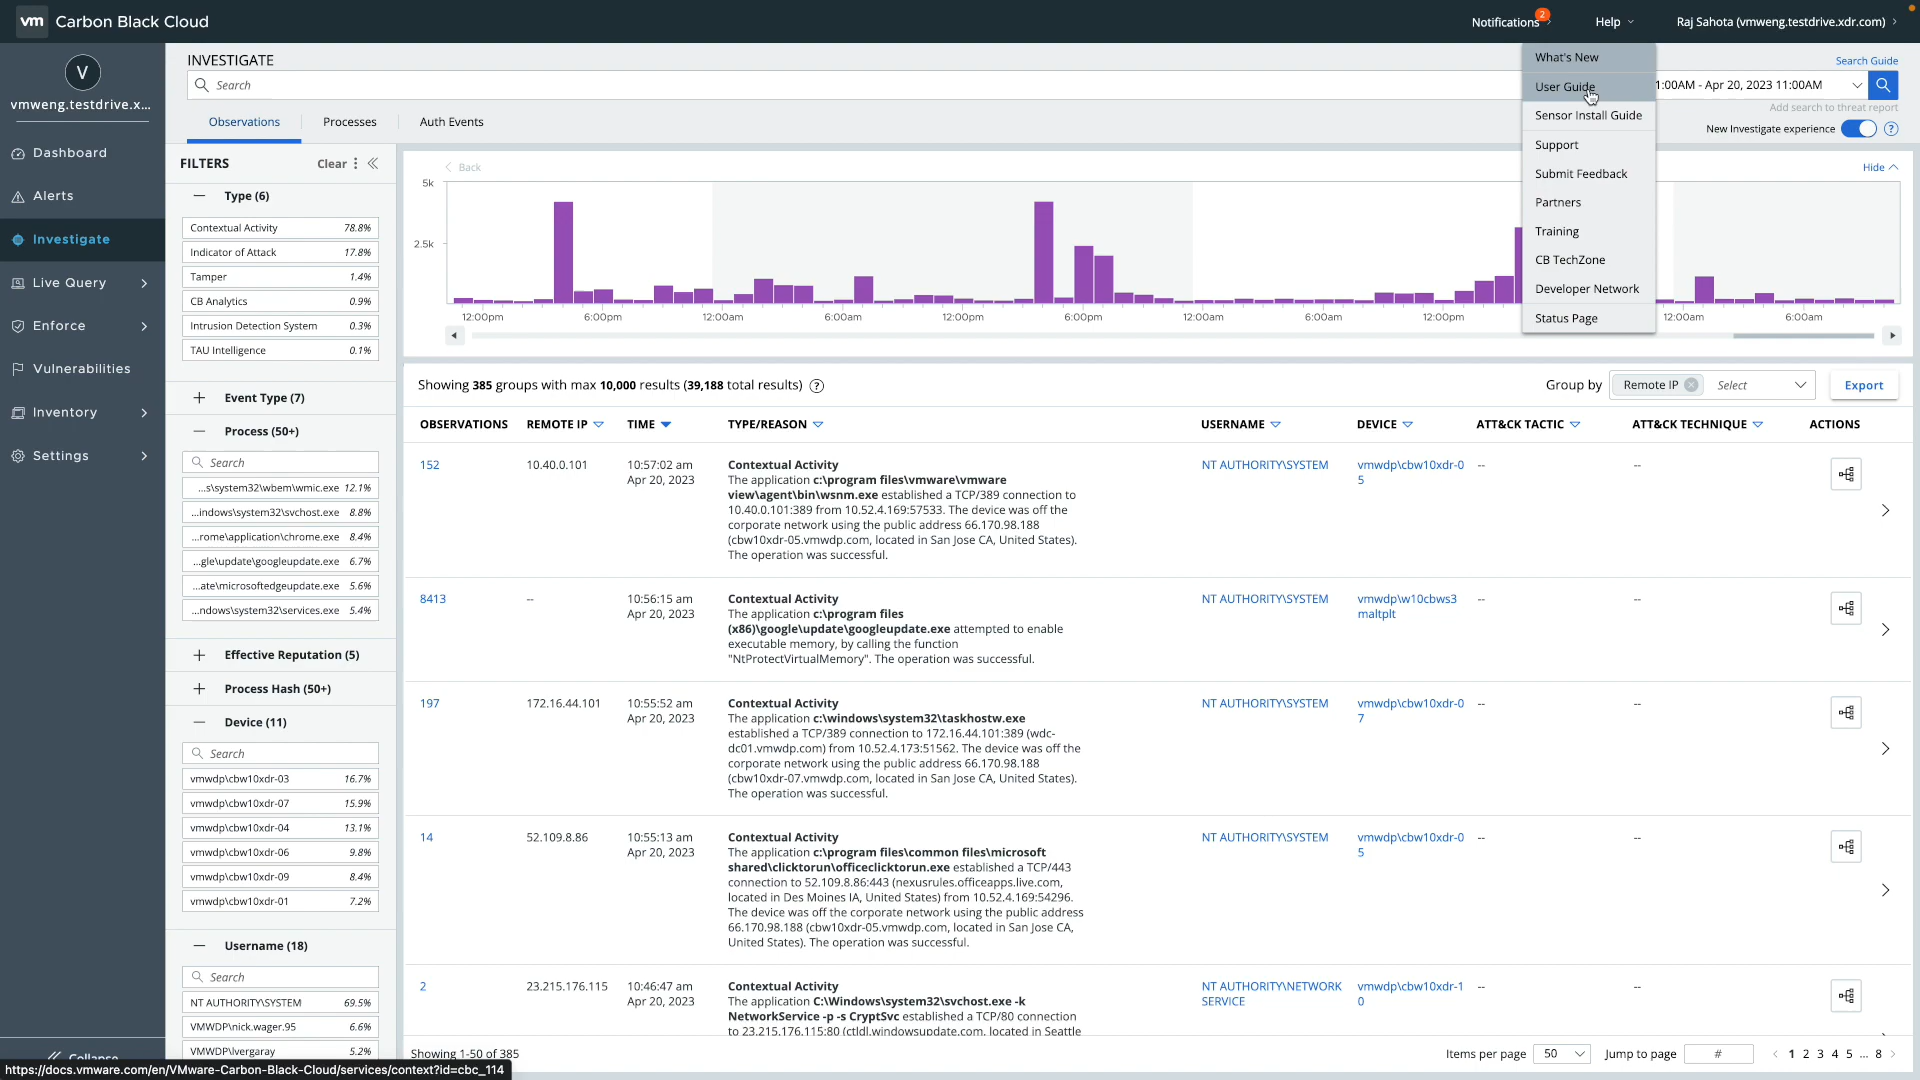 vm Carbon Black Cloud
Notifications 2
Help
Raj Sahota (vmweng.testdrive.xdr.com)
V
vmweng.testdrive.x...
Dashboard
Alerts
Investigate
Live Query
Enforce
Vulnerabilities
Inventory
Settings
Collapse
INVESTIGATE
Search Guide
Search
1:00AM - Apr 20, 2023 11:00AM
Add search to threat report
New Investigate experience ?
Observations
Processes
Auth Events
What's New
User Guide
Sensor Install Guide
Support
Submit Feedback
Partners
Training
CB TechZone
Developer Network
Status Page
FILTERS
Clear
Type (6)
Contextual Activity 78.8%
Indicator of Attack 17.8%
Tamper 1.4%
CB Analytics 0.9%
Intrusion Detection System 0.3%
TAU Intelligence 0.1%
Event Type (7)
Process (50+)
Search
...s\system32\wbem\wmic.exe 12.1%
...indows\system32\svchost.exe 8.8%
...rome\application\chrome.exe 8.4%
...gle\update\googleupdate.exe 6.7%
...ate\microsoftedgeupdate.exe 5.6%
...ndows\system32\services.exe 5.4%
Effective Reputation (5)
Process Hash (50+)
Device (11)
Search
vmwdp\cbw10xdr-03 16.7%
vmwdp\cbw10xdr-07 15.9%
vmwdp\cbw10xdr-04 13.1%
vmwdp\cbw10xdr-06 9.8%
vmwdp\cbw10xdr-09 8.4%
vmwdp\cbw10xdr-01 7.2%
Username (18)
Search
NT AUTHORITY\SYSTEM 69.5%
VMWDP\nick.wager.95 6.6%
VMWDP\lvergaray 5.2%
Back
Hide
5k
2.5k
12:00pm 6:00pm 12:00am 6:00am 12:00pm 6:00pm 12:00am 6:00am 12:00pm 12:00am 6:00am
Showing 385 groups with max 10,000 results (39,188 total results) ?
Group by Remote IP Select
Export
OBSERVATIONS REMOTE IP TIME TYPE/REASON USERNAME DEVICE ATT&CK TACTIC ATT&CK TECHNIQUE ACTIONS
152 10.40.0.101
10:57:02 am
Apr 20, 2023
Contextual Activity
The application c:\program files\vmware\vmware
view\agent\bin\wsnm.exe established a TCP/389 connection to
10.40.0.101:389 from 10.52.4.169:57533. The device was off the
corporate network using the public address 66.170.98.188
(cbw10xdr-05.vmwdp.com, located in San Jose CA, United States).
The operation was successful.
NT AUTHORITY\SYSTEM
vmwdp\cbw10xdr-0
5
-- --
8413 --
10:56:15 am
Apr 20, 2023
Contextual Activity
The application c:\program files
(x86)\google\update\googleupdate.exe attempted to enable
executable memory, by calling the function
"NtProtectVirtualMemory". The operation was successful.
NT AUTHORITY\SYSTEM
vmwdp\w10cbws3
maltplt
-- --
197 172.16.44.101
10:55:52 am
Apr 20, 2023
Contextual Activity
The application c:\windows\system32\taskhostw.exe
established a TCP/389 connection to 172.16.44.101:389 (wdc-
dc01.vmwdp.com) from 10.52.4.173:51562. The device was off the
corporate network using the public address 66.170.98.188
(cbw10xdr-07.vmwdp.com, located in San Jose CA, United States).
The operation was successful.
NT AUTHORITY\SYSTEM
vmwdp\cbw10xdr-0
7
-- --
14 52.109.8.86
10:55:13 am
Apr 20, 2023
Contextual Activity
The application c:\program files\common files\microsoft
shared\clicktorun\officeclicktorun.exe established a TCP/443
connection to 52.109.8.86:443 (nexusrules.officeapps.live.com,
located in Des Moines IA, United States) from 10.52.4.169:54296.
The device was off the corporate network using the public address
66.170.98.188 (cbw10xdr-05.vmwdp.com, located in San Jose CA,
United States). The operation was successful.
NT AUTHORITY\SYSTEM
vmwdp\cbw10xdr-0
5
-- --
2 23.215.176.115
10:46:47 am
Apr 20, 2023
Contextual Activity
The application C:\Windows\system32\svchost.exe -k
NetworkService -p -s CryptSvc established a TCP/80 connection
to 23.215.176.115:80 (ctldl.windowsupdate.com, located in Seattle
NT AUTHORITY\NETWORK
SERVICE
vmwdp\cbw10xdr-1
0
-- --
Showing 1-50 of 385
Items per page 50
Jump to page #
1 2 3 4 5 ... 8
https://docs.vmware.com/en/VMware-Carbon-Black-Cloud/services/context?id=cbc_114